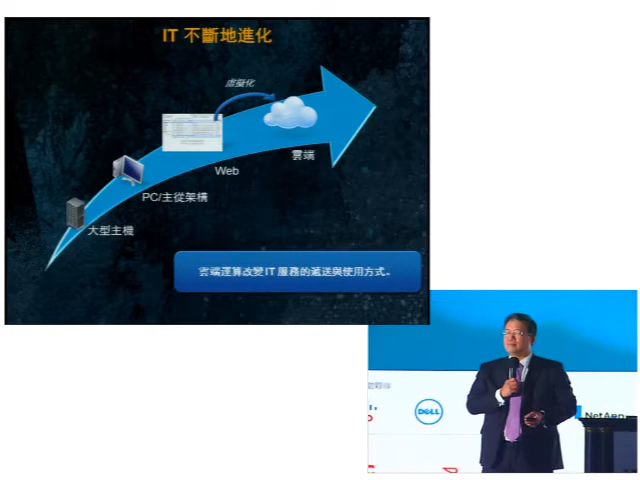 IT 不斷地進化
虛擬化
雲端
Web
PC/主從架構
大型主機
雲端運算改變 IT 服務的遞送與使用方式。
DELL
NetApp